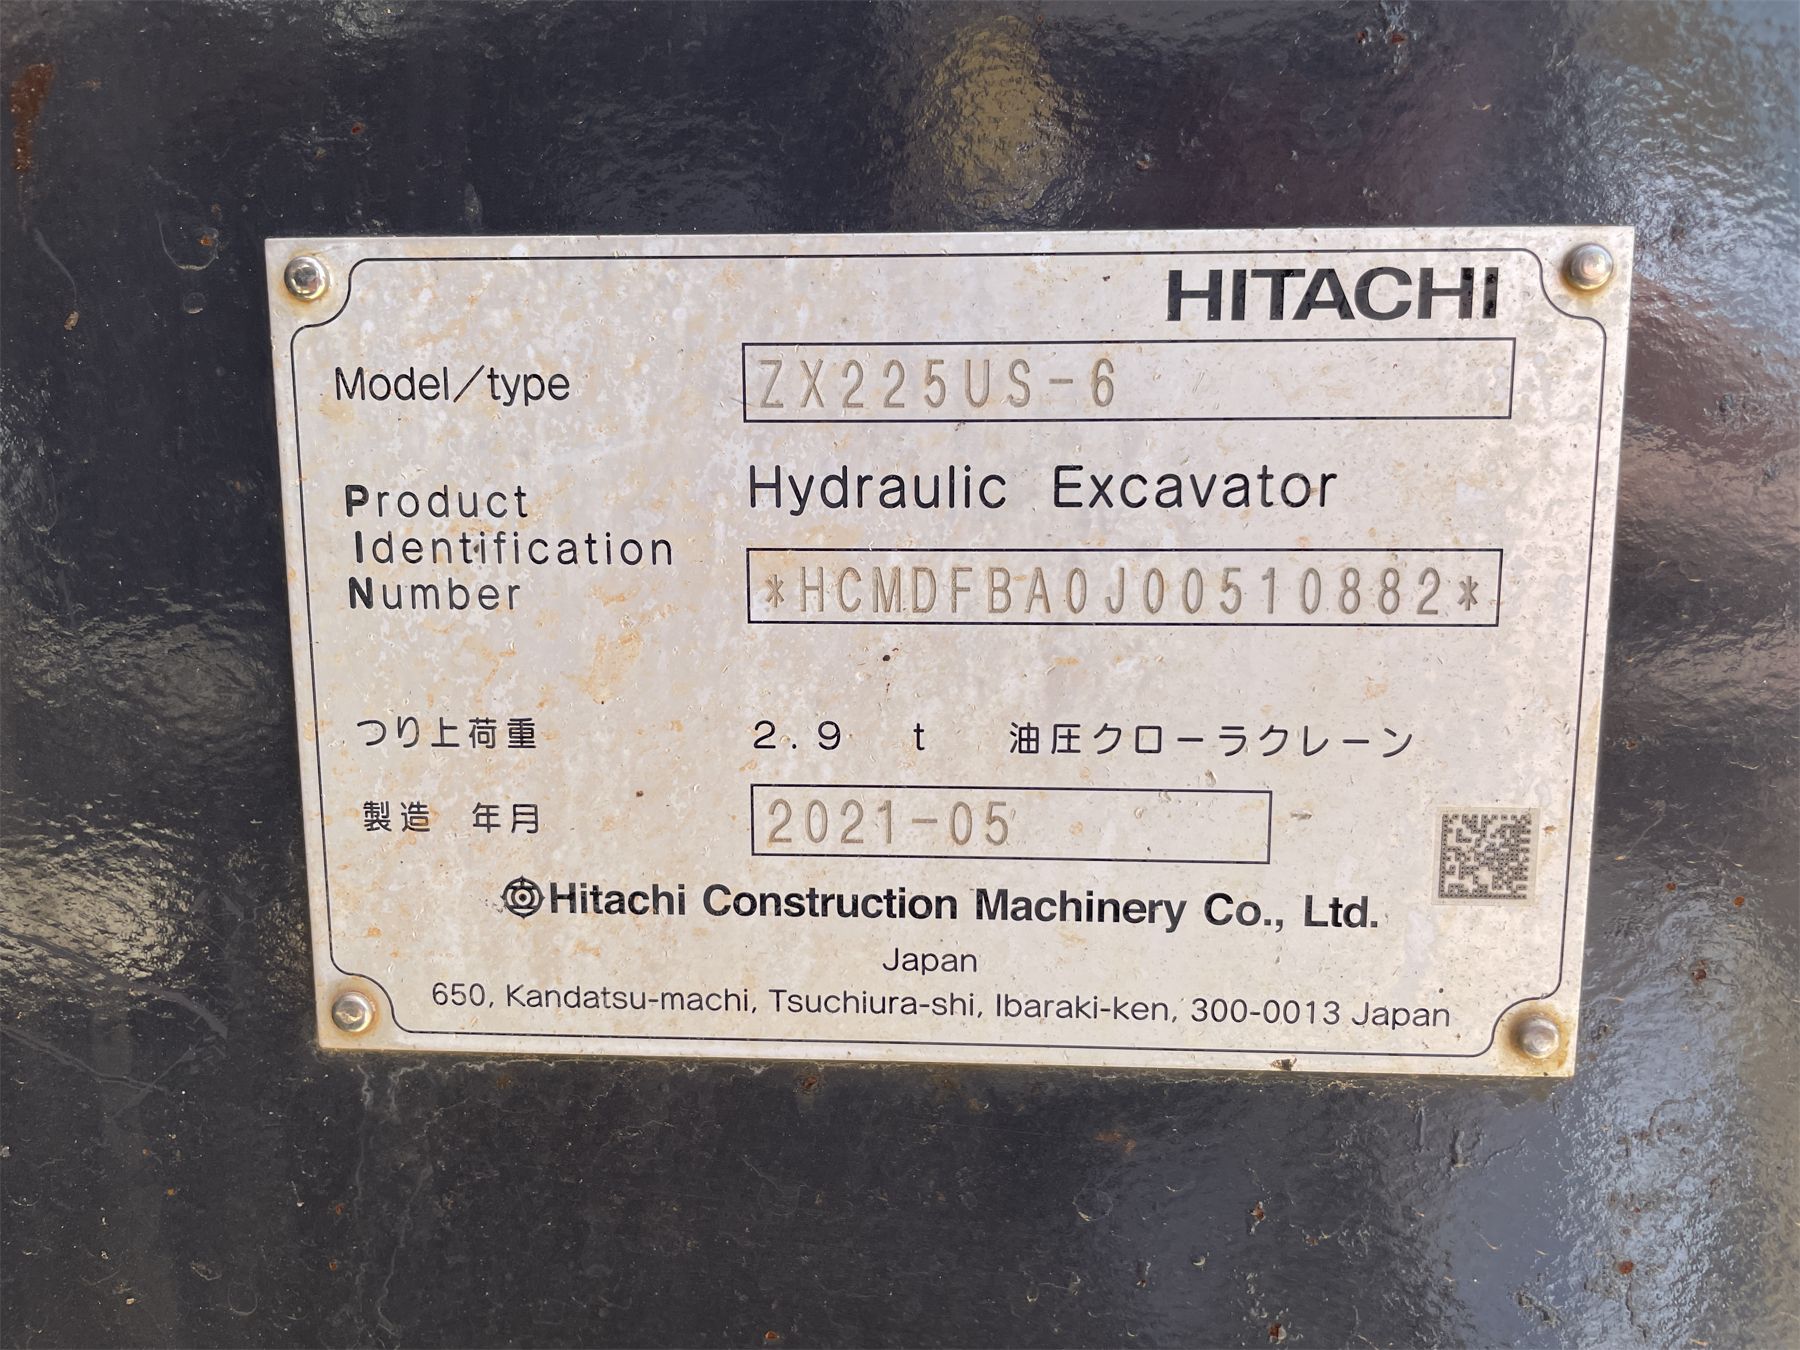 HITACHI
Model/type ZX225US-6
Hydraulic Excavator
Product
Identification
Number *HCMDFBA0J00510882*
つり上荷重 2.9 t 油圧クローラクレーン
製造 年月 2021-05
Hitachi Construction Machinery Co., Ltd.
Japan
650, Kandatsu-machi, Tsuchiura-shi, Ibaraki-ken, 300-0013 Japan